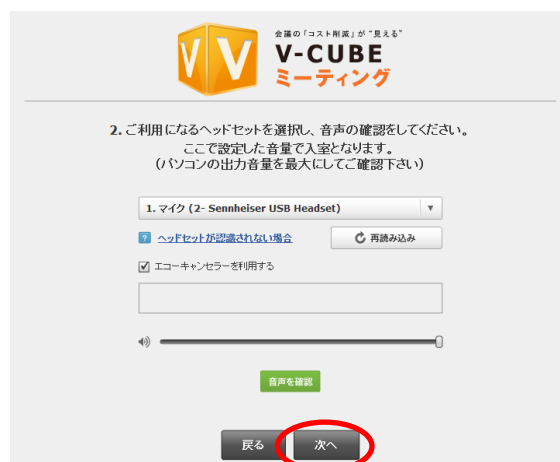 会議の「コスト削減」が“見える”
V-CUBE
ミーティング
2. ご利用になるヘッドセットを選択し、音声の確認をしてください。
ここで設定した音量で入室となります。
(パソコンの出力音量を最大にしてご確認下さい)
1. マイク (2- Sennheiser USB Headset)
? ヘッドセットが認識されない場合
再読み込み
エコーキャンセラーを利用する
音声を確認
戻る
次へ